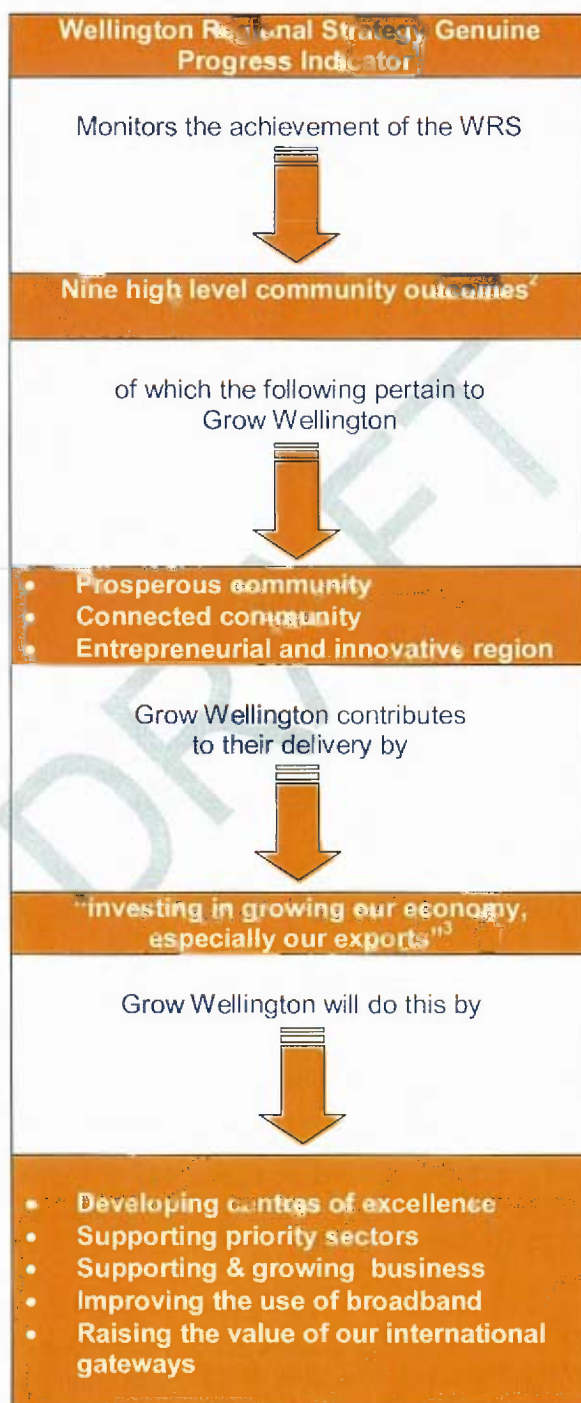 Wellington Regional Strategy Genuine
Progress Indicator
Monitors the achievement of the WRS
Nine high level community outcomes²
of which the following pertain to
Grow Wellington
• Prosperous community
• Connected community
• Entrepreneurial and innovative region
Grow Wellington contributes
to their delivery by
"investing in growing our economy,
especially our exports"³
Grow Wellington will do this by
• Developing centres of excellence
• Supporting priority sectors
• Supporting & growing business
• Improving the use of broadband
• Raising the value of our international
gateways
DRAFT